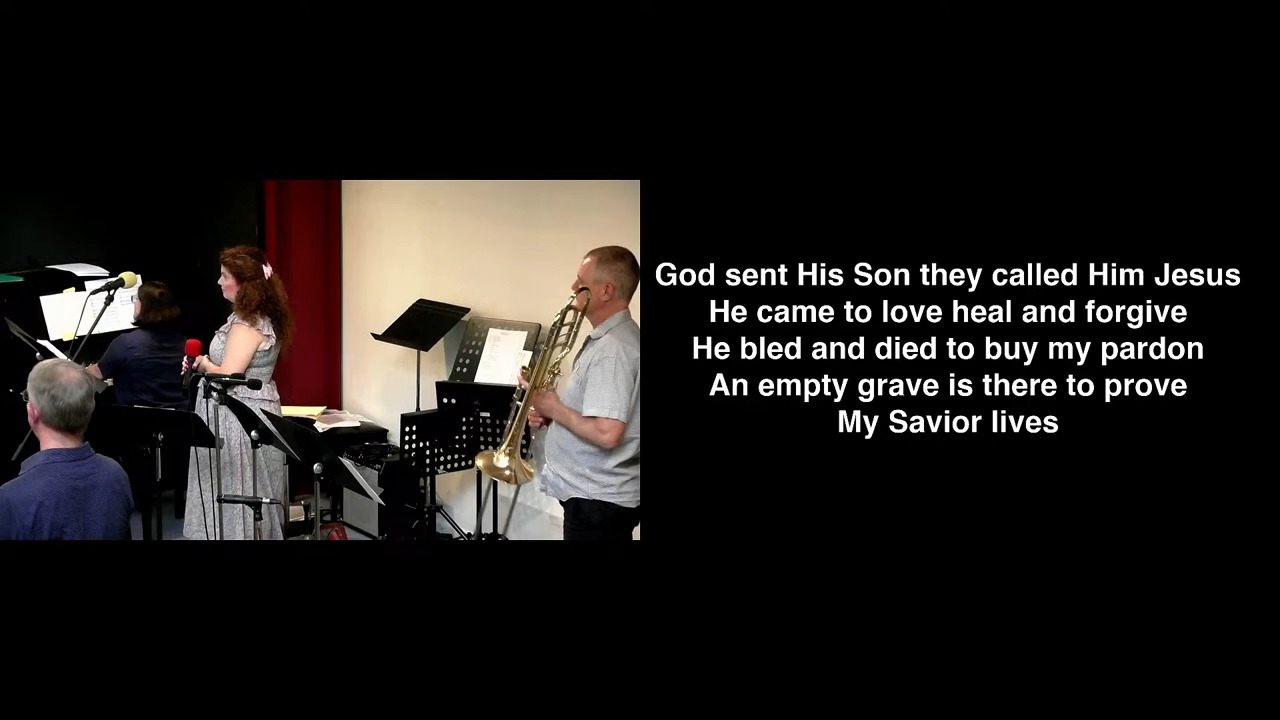 God sent His Son they called Him Jesus
He came to love heal and forgive
He bled and died to buy my pardon
An empty grave is there to prove
My Savior lives